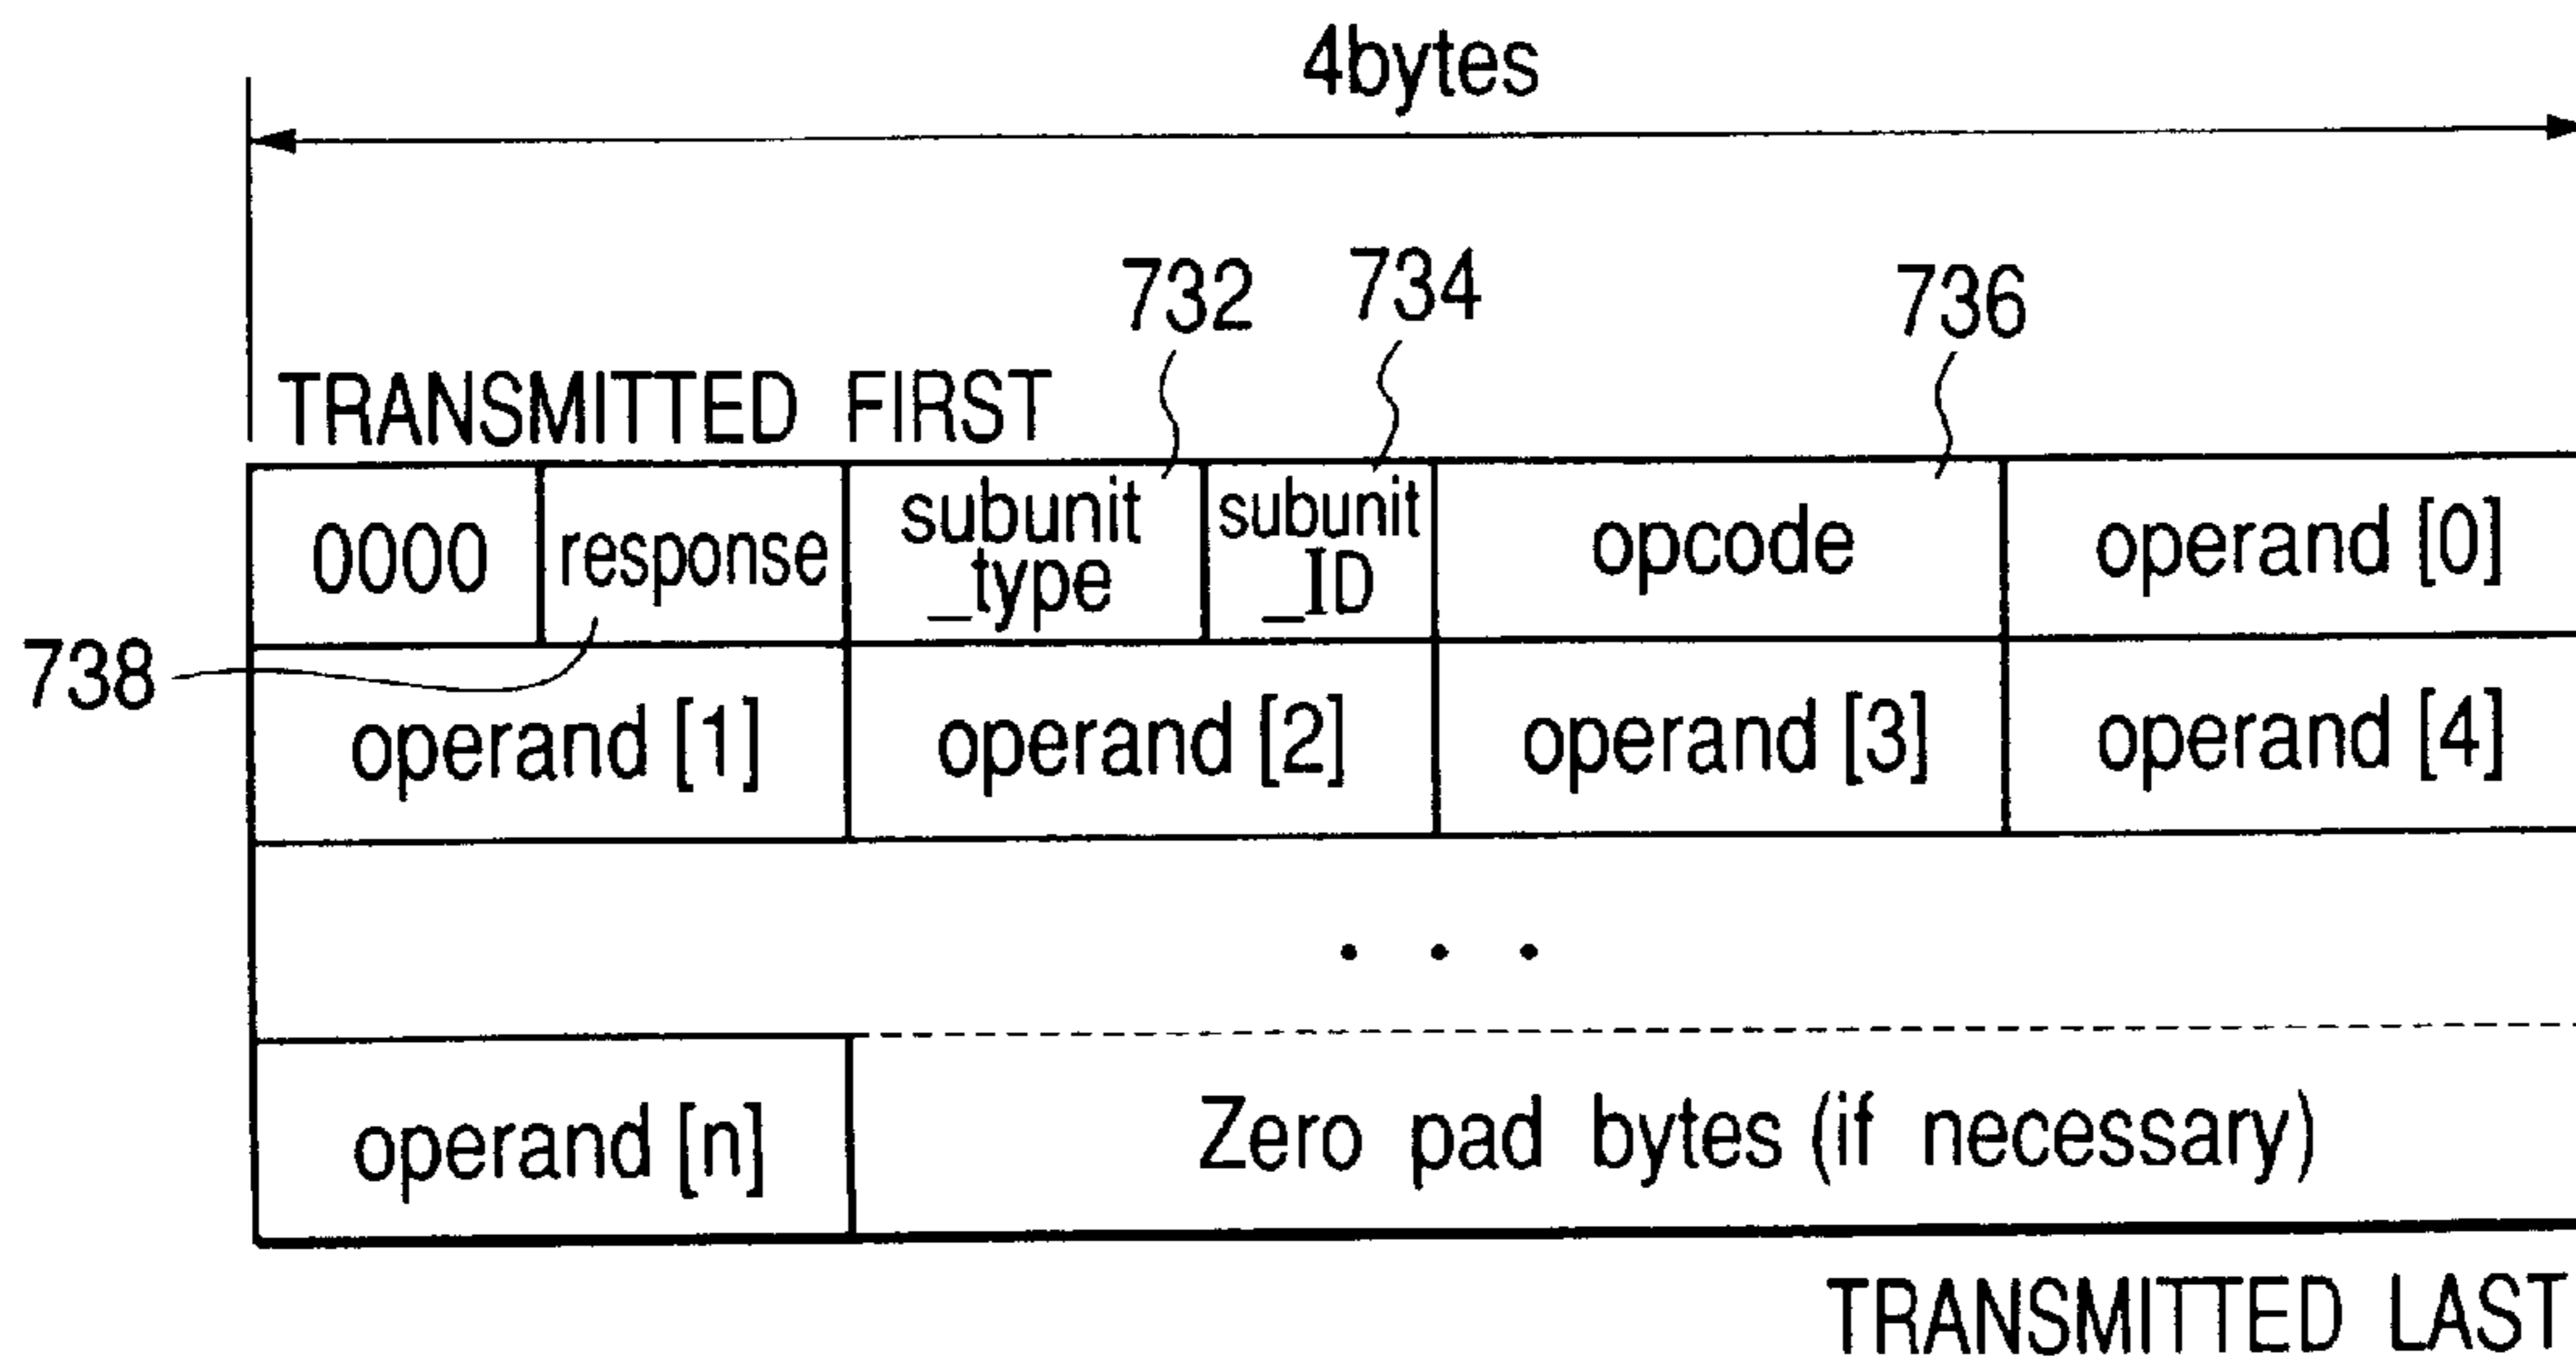 4bytes
732 734 736
TRANSMITTED FIRST
0000 response subunit _type subunit _ID opcode operand [0]
738
operand [1] operand [2] operand [3] operand [4]
. . .
operand [n] Zero pad bytes (if necessary)
TRANSMITTED LAST